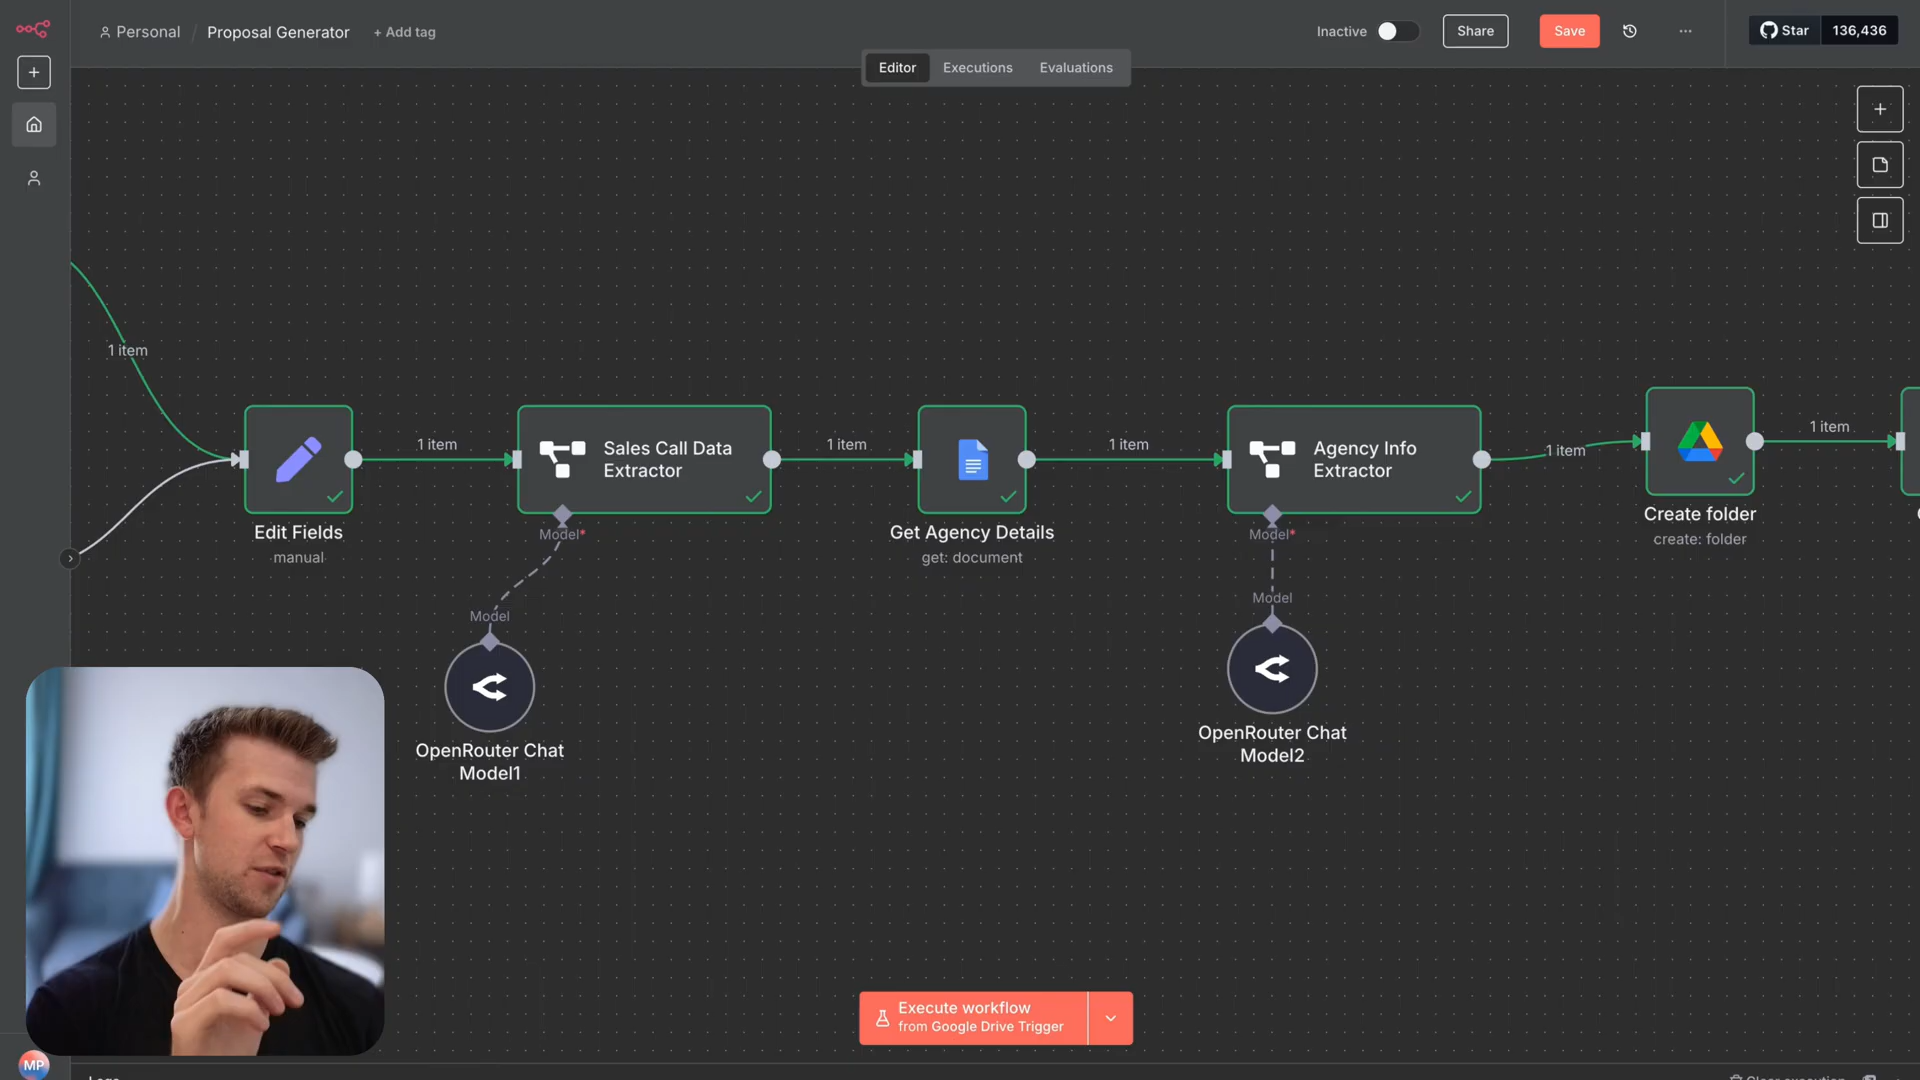 Personal / Proposal Generator + Add tag
Inactive
Share
Save
...
Star 136,436
Editor Executions Evaluations
1 item
1 item
1 item
1 item
1 item
1 item
Sales Call Data
Extractor
Agency Info
Extractor
Edit Fields
manual
Model*
Get Agency Details
get: document
Model*
Create folder
create: folder
Model
Model
OpenRouter Chat
Model1
OpenRouter Chat
Model2
Execute workflow
from Google Drive Trigger
MP